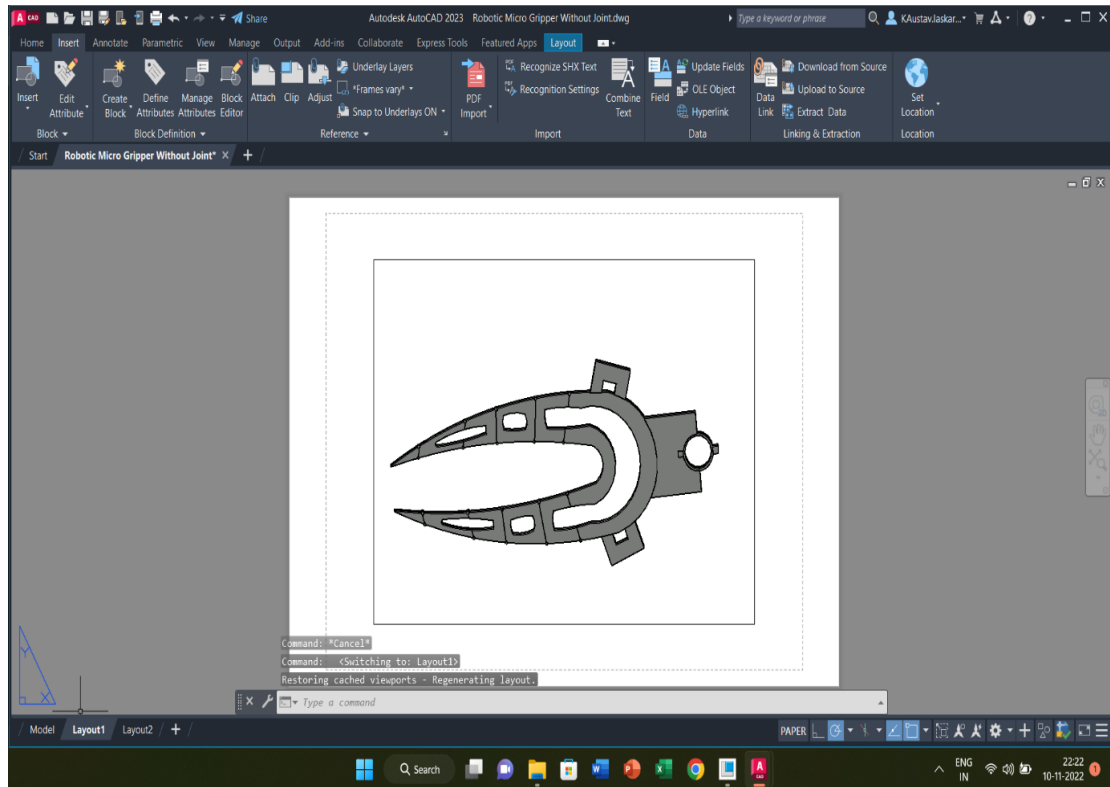 A CAD Share Autodesk AutoCAD 2023 Robotic Micro Gripper Without Joint.dwg Type a keyword or phrase KAustav.laskar...
Home Insert Annotate Parametric View Manage Output Add-ins Collaborate Express Tools Featured Apps Layout
Underlay Layers Recognize SHX Text Update Fields Download from Source
*Frames vary* Recognition Settings OLE Object Upload to Source
Insert Edit Attribute Create Block Define Attributes Manage Attributes Block Editor Attach Clip Adjust Snap to Underlays ON PDF Import Combine Text Field Hyperlink Data Link Extract Data Set Location
Block Block Definition Reference Import Data Linking & Extraction Location
Start Robotic Micro Gripper Without Joint*
Command: *Cancel*
Command: <Switching to: Layout1>
Restoring cached viewports - Regenerating layout.
Type a command
Y
X
Model Layout1 Layout2 PAPER
Search ENG 22:22
IN 10-11-2022 1